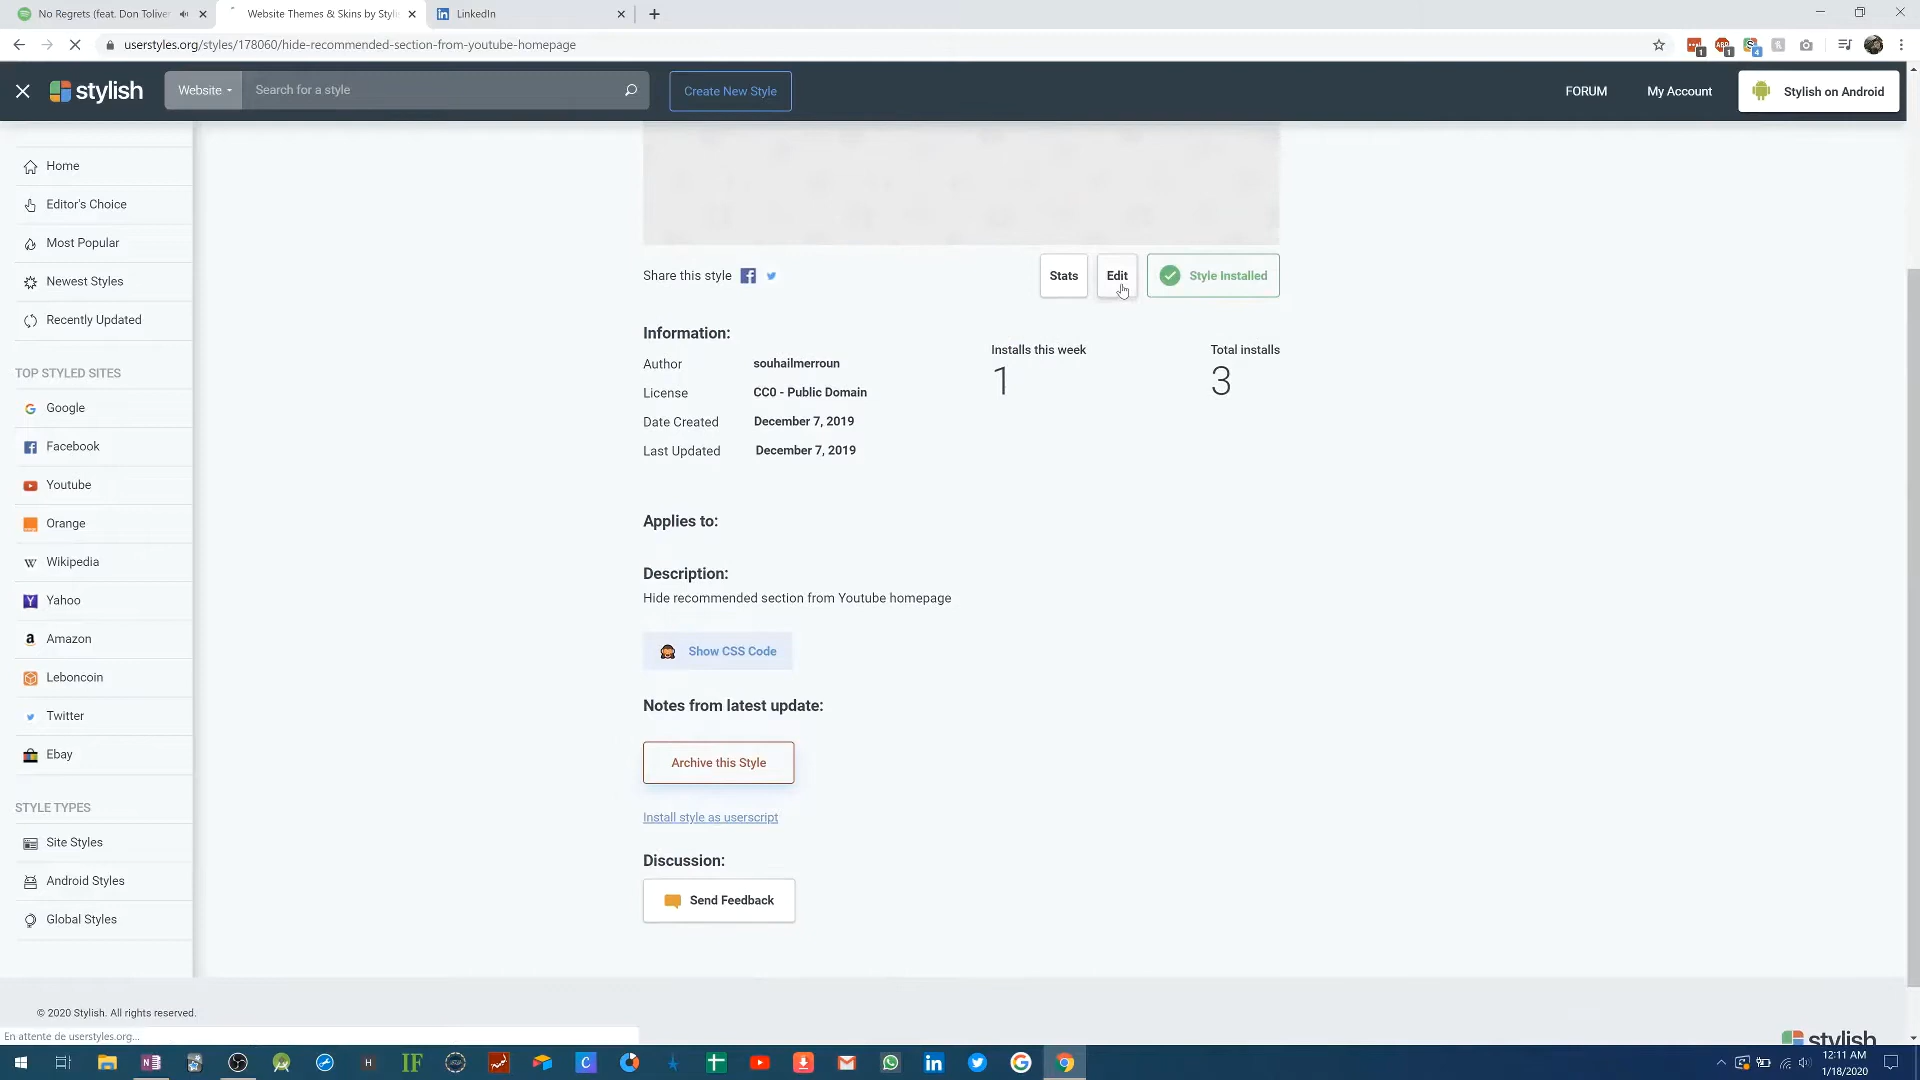 No Regrets (feat. Don Toliver
Website Themes & Skins by Styli
LinkedIn
userstyles.org/styles/178060/hide-recommended-section-from-youtube-homepage
stylish
Website
Search for a style
Create New Style
FORUM
My Account
Stylish on Android
Home
Editor's Choice
Most Popular
Newest Styles
Recently Updated
TOP STYLED SITES
Google
Facebook
Youtube
Orange
Wikipedia
Yahoo
Amazon
Leboncoin
Twitter
Ebay
STYLE TYPES
Site Styles
Android Styles
Global Styles
Share this style
Stats
Edit
Style Installed
Information:
Author souhailmerroun
License CC0 - Public Domain
Date Created December 7, 2019
Last Updated December 7, 2019
Installs this week
1
Total installs
3
Applies to:
Description:
Hide recommended section from Youtube homepage
Show CSS Code
Notes from latest update:
Archive this Style
Install style as userscript
Discussion:
Send Feedback
© 2020 Stylish. All rights reserved.
stylish
En attente de userstyles.org...
12:11 AM
1/18/2020